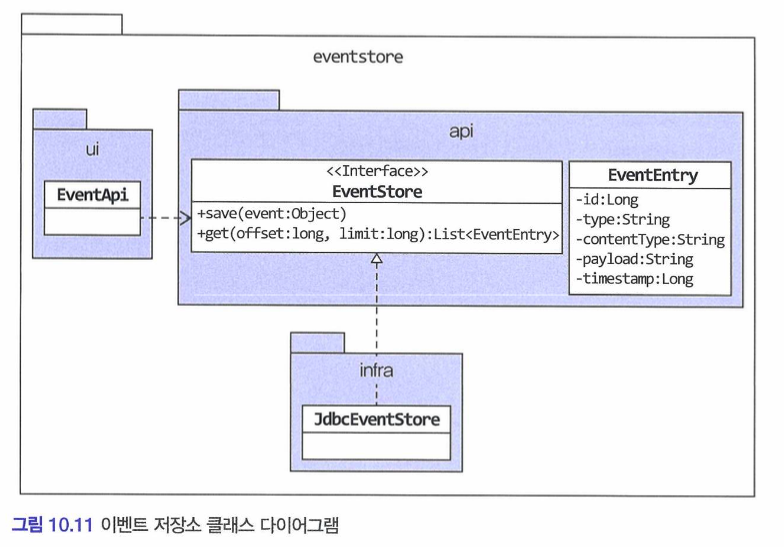 eventstore
ui
EventApi
api
<<Interface>>
EventStore
+save(event:Object)
+get(offset:long, limit:long):List<EventEntry>
EventEntry
-id:Long
-type:String
-contentType:String
-payload:String
-timestamp:Long
infra
JdbcEventStore
그림 10.11 이벤트 저장소 클래스 다이어그램